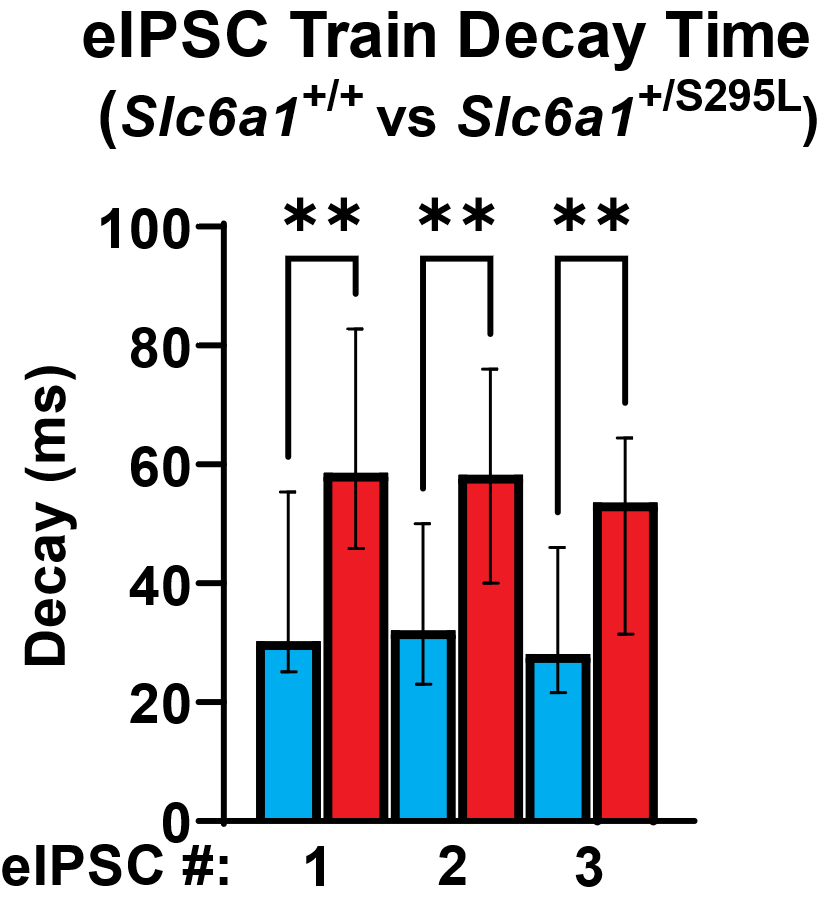 eIPSC Train Decay Time
(Slc6a1+/+ vs Slc6a1+/S295L)
** ** **
100
80
60
40
20
0
Decay (ms)
eIPSC #: 1 2 3